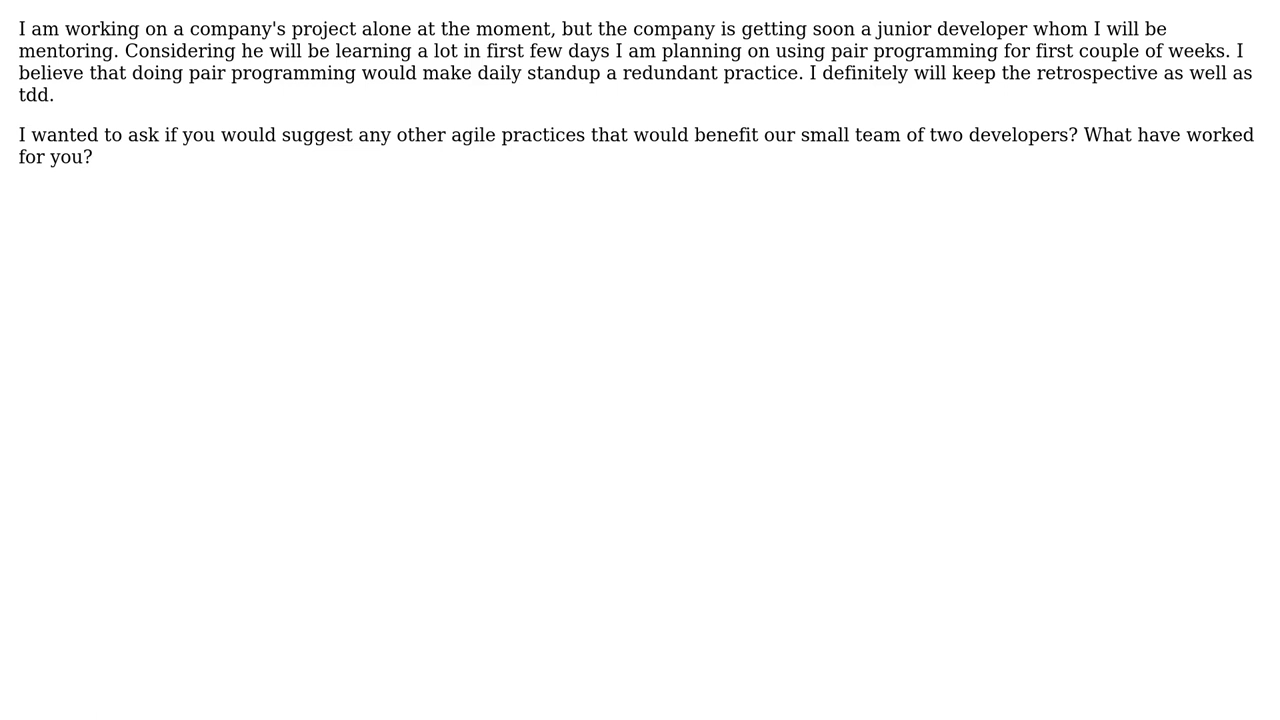 I am working on a company's project alone at the moment, but the company is getting soon a junior developer whom I will be
mentoring. Considering he will be learning a lot in first few days I am planning on using pair programming for first couple of weeks. I
believe that doing pair programming would make daily standup a redundant practice. I definitely will keep the retrospective as well as
tdd.
I wanted to ask if you would suggest any other agile practices that would benefit our small team of two developers? What have worked
for you?